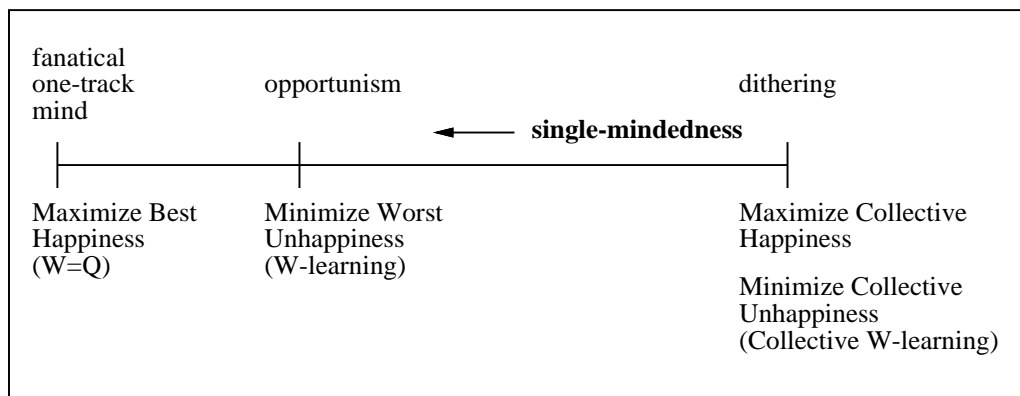 fanatical
one-track
mind
opportunism
dithering
single-mindedness
Maximize Best
Happiness
(W=Q)
Minimize Worst
Unhappiness
(W-learning)
Maximize Collective
Happiness
Minimize Collective
Unhappiness
(Collective W-learning)